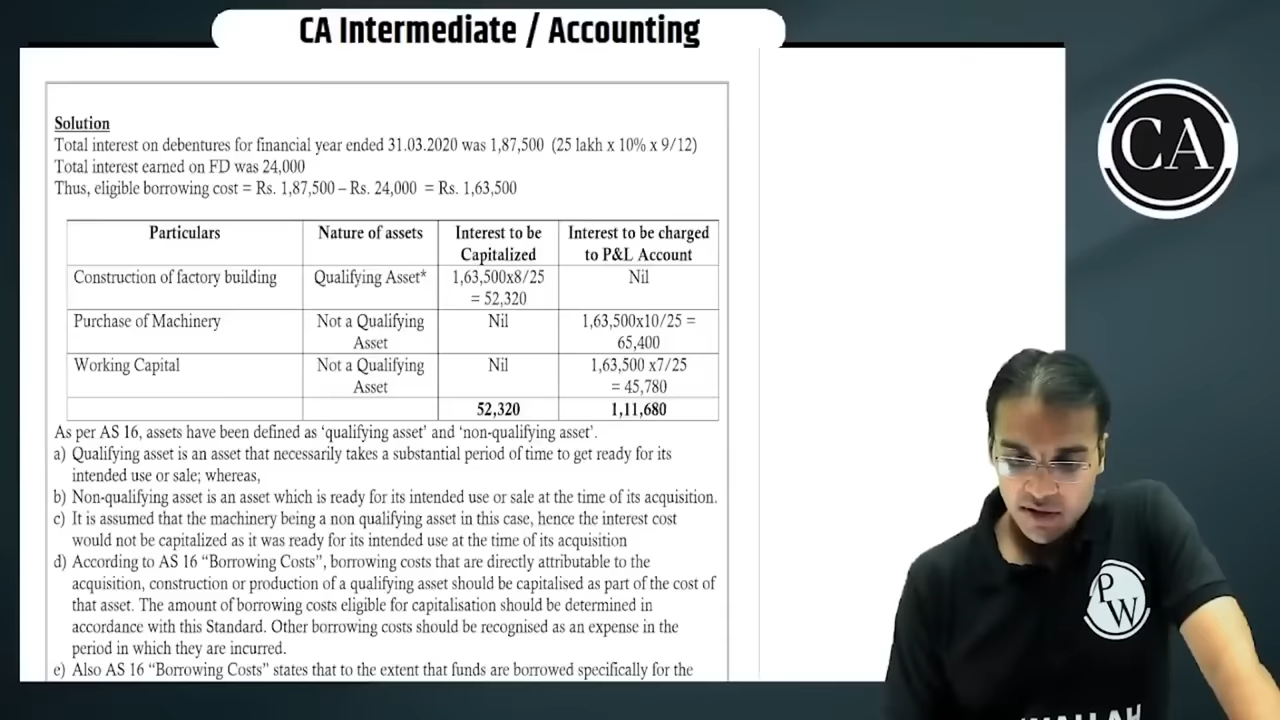 CA Intermediate / Accounting
CA
Solution
Total interest on debentures for financial year ended 31.03.2020 was 1,87,500 (25 lakh x 10% x 9/12)
Total interest earned on FD was 24,000
Thus, eligible borrowing cost = Rs. 1,87,500 – Rs. 24,000 = Rs. 1,63,500
Particulars Nature of assets Interest to be Interest to be charged
Capitalized to P&L Account
Construction of factory building Qualifying Asset* 1,63,500x8/25 Nil
= 52,320
Purchase of Machinery Not a Qualifying Nil 1,63,500x10/25 =
Asset 65,400
Working Capital Not a Qualifying Nil 1,63,500 x7/25
Asset = 45,780
52,320 1,11,680
As per AS 16, assets have been defined as ‘qualifying asset’ and ‘non-qualifying asset’.
a) Qualifying asset is an asset that necessarily takes a substantial period of time to get ready for its
intended use or sale; whereas,
b) Non-qualifying asset is an asset which is ready for its intended use or sale at the time of its acquisition.
c) It is assumed that the machinery being a non qualifying asset in this case, hence the interest cost
would not be capitalized as it was ready for its intended use at the time of its acquisition
d) According to AS 16 “Borrowing Costs”, borrowing costs that are directly attributable to the
acquisition, construction or production of a qualifying asset should be capitalised as part of the cost of
that asset. The amount of borrowing costs eligible for capitalisation should be determined in
accordance with this Standard. Other borrowing costs should be recognised as an expense in the
period in which they are incurred.
e) Also AS 16 “Borrowing Costs” states that to the extent that funds are borrowed specifically for the
P
W